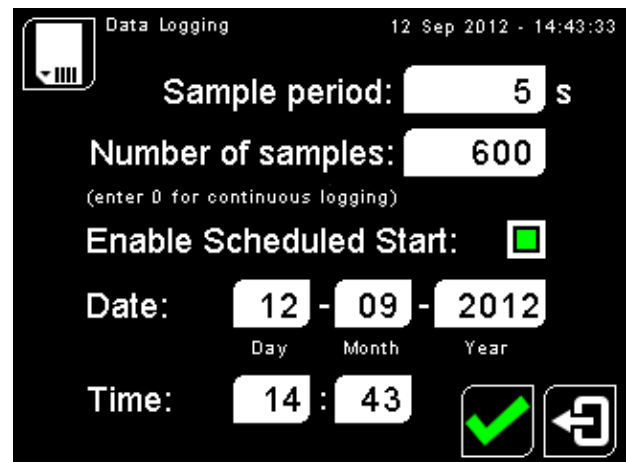 Data Logging 12 Sep 2012 - 14:43:33
Sample period: 5 s
Number of samples: 600
(enter 0 for continuous logging)
Enable Scheduled Start:
Date: 12 - 09 - 2012
Day Month Year
Time: 14 : 43